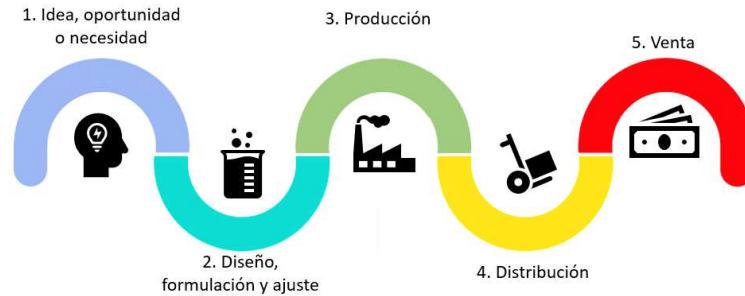 1. Idea, oportunidad
o necesidad
2. Diseño,
formulación y ajuste
3. Producción
4. Distribución
5. Venta